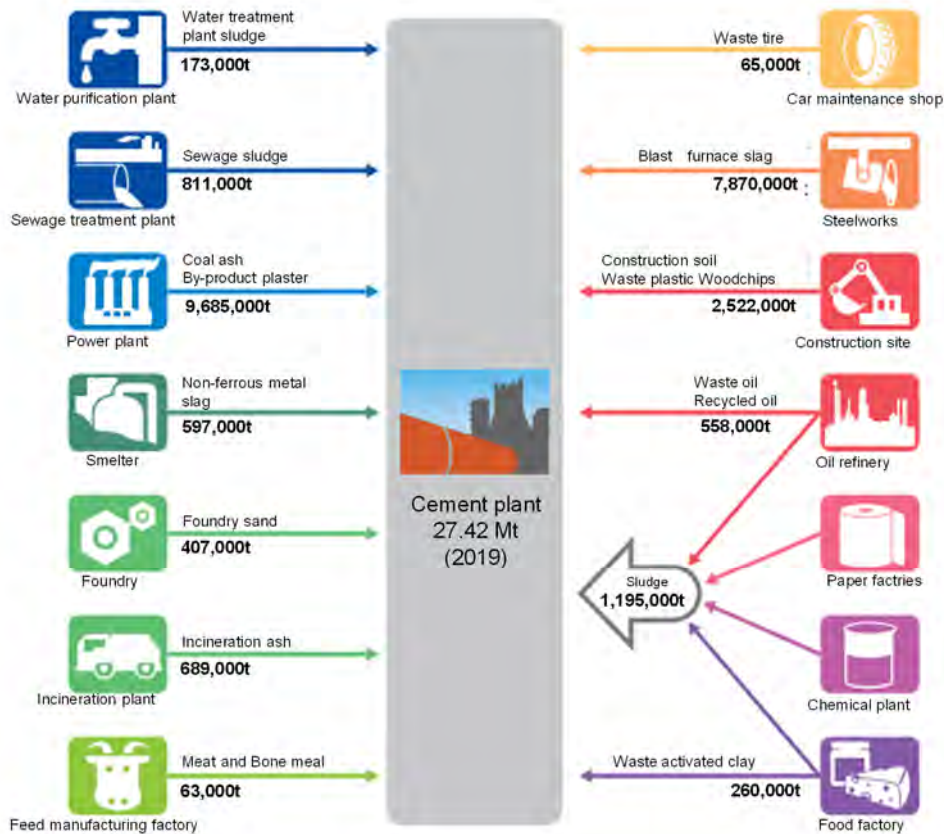 Water treatment
plant sludge
173,000t
Water purification plant
Sewage sludge
811,000t
Sewage treatment plant
Coal ash
By-product plaster
9,685,000t
Power plant
Non-ferrous metal
slag
597,000t
Smelter
Foundry sand
407,000t
Foundry
Incineration ash
689,000t
Incineration plant
Meat and Bone meal
63,000t
Feed manufacturing factory
Cement plant
27.42 Mt
(2019)
Waste tire
65,000t
Car maintenance shop
Blast furnace slag
7,870,000t
Steelworks
Construction soil
Waste plastic Woodchips
2,522,000t
Construction site
Waste oil
Recycled oil
558,000t
Oil refinery
Sludge
1,195,000t
Paper factries
Chemical plant
Waste activated clay
260,000t
Food factory